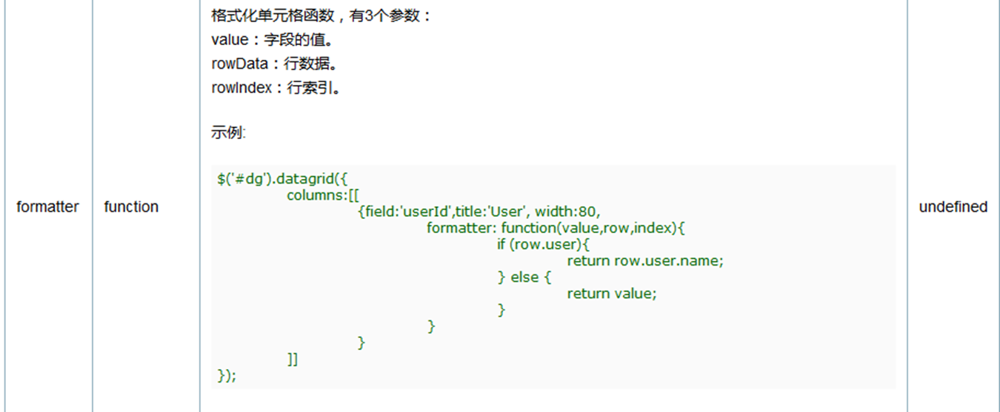 格式化单元格函数，有3个参数：
value：字段的值。
rowData：行数据。
rowIndex：行索引。
示例:
formatter
function
$('#dg').datagrid({
columns:[[
{field:'userId',title:'User', width:80,
formatter: function(value,row,index){
if (row.user){
return row.user.name;
} else {
return value;
}
}
}
]]
});
undefined